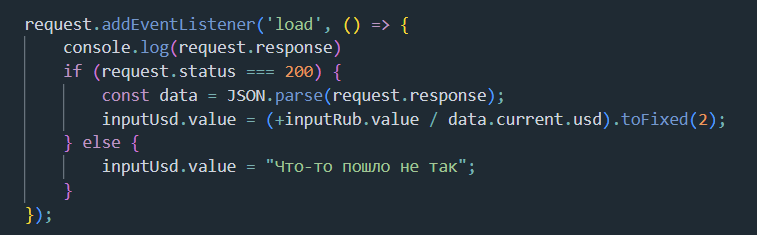 request.addEventListener('load', () => {
    console.log(request.response)
    if (request.status === 200) {
        const data = JSON.parse(request.response);
        inputUsd.value = (+inputRub.value / data.current.usd).toFixed(2);
    } else {
        inputUsd.value = "Что-то пошло не так";
    }
});